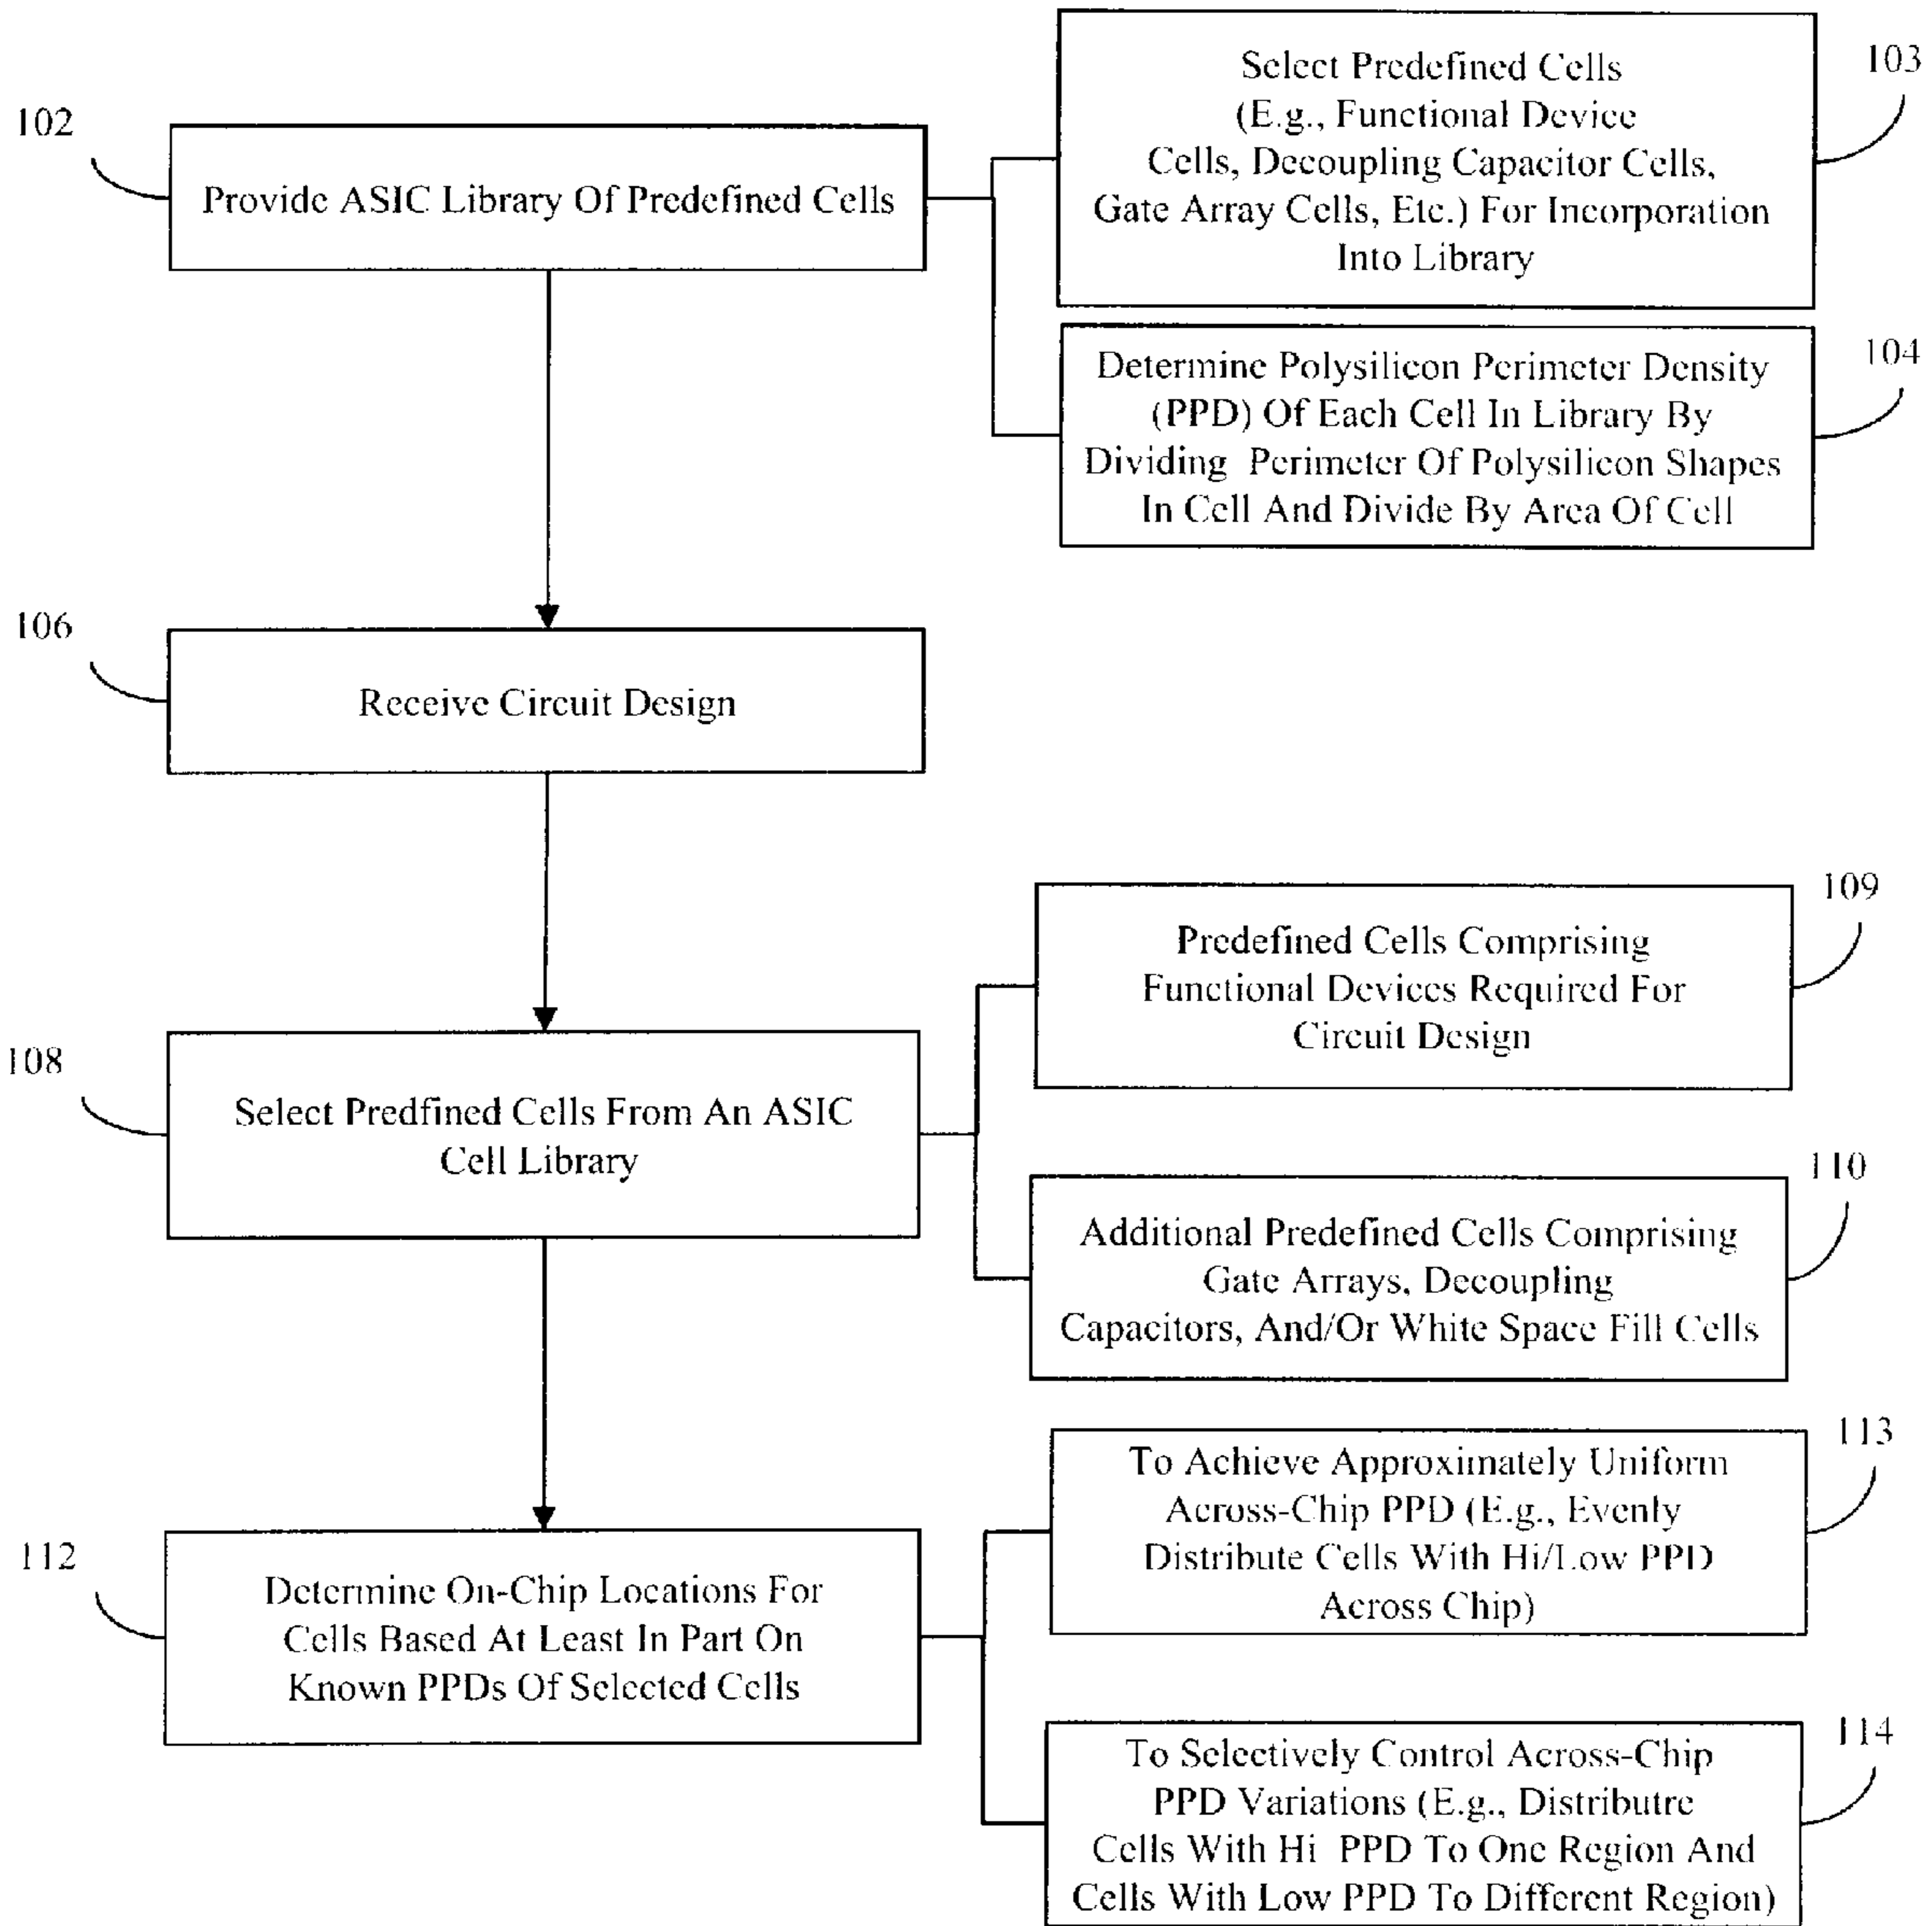 102
Provide ASIC Library Of Predefined Cells
103
Select Predefined Cells
(E.g., Functional Device
Cells, Decoupling Capacitor Cells,
Gate Array Cells, Etc.) For Incorporation
Into Library
104
Determine Polysilicon Perimeter Density
(PPD) Of Each Cell In Library By
Dividing Perimeter Of Polysilicon Shapes
In Cell And Divide By Area Of Cell
106
Receive Circuit Design
108
Select Predfined Cells From An ASIC
Cell Library
109
Predefined Cells Comprising
Functional Devices Required For
Circuit Design
110
Additional Predefined Cells Comprising
Gate Arrays, Decoupling
Capacitors, And/Or White Space Fill Cells
112
Determine On-Chip Locations For
Cells Based At Least In Part On
Known PPDs Of Selected Cells
113
To Achieve Approximately Uniform
Across-Chip PPD (E.g., Evenly
Distribute Cells With Hi/Low PPD
Across Chip)
114
To Selectively Control Across-Chip
PPD Variations (E.g., Distributre
Cells With Hi PPD To One Region And
Cells With Low PPD To Different Region)